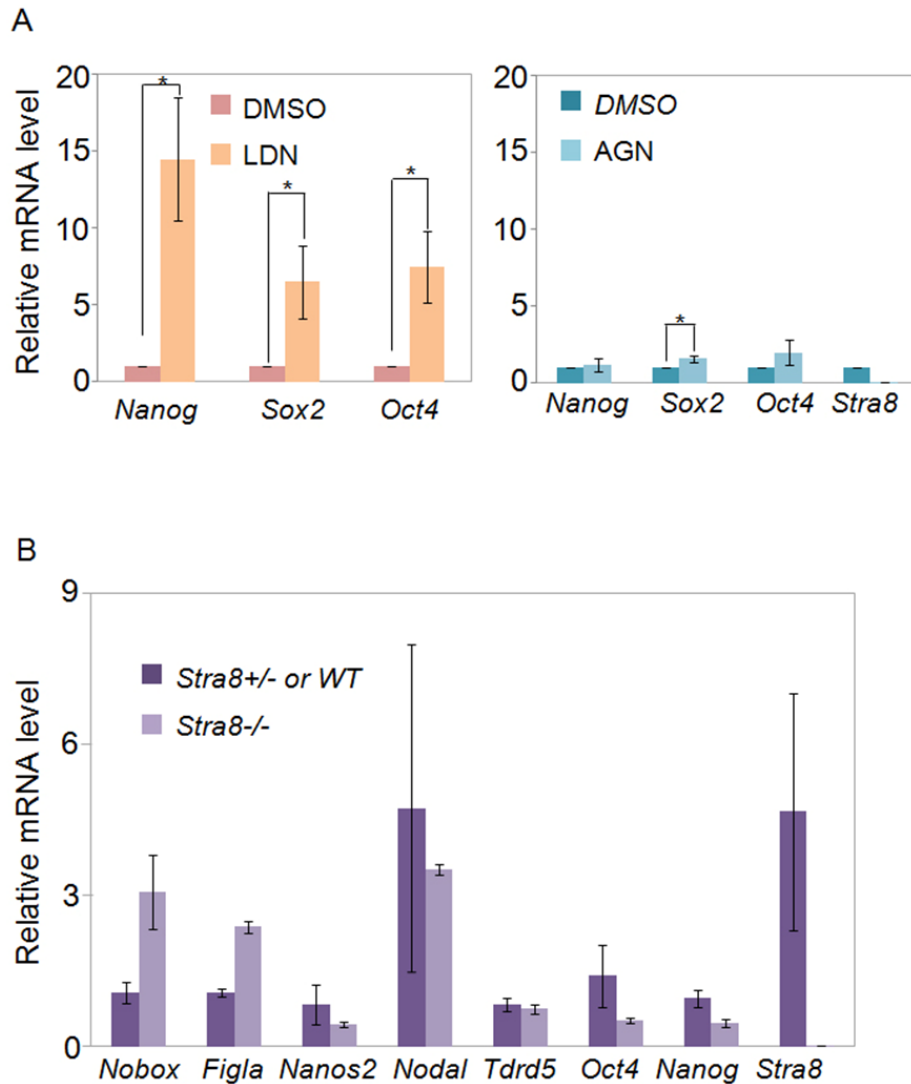 A
Relative mRNA level
20
15
10
5
0
*
*
*
DMSO
LDN
Nanog Sox2 Oct4
20
15
10
5
0
*
DMSO
AGN
Nanog Sox2 Oct4 Stra8
B
Relative mRNA level
9
6
3
0
Stra8+/- or WT
Stra8-/-
Nobox Figla Nanos2 Nodal Tdrd5 Oct4 Nanog Stra8